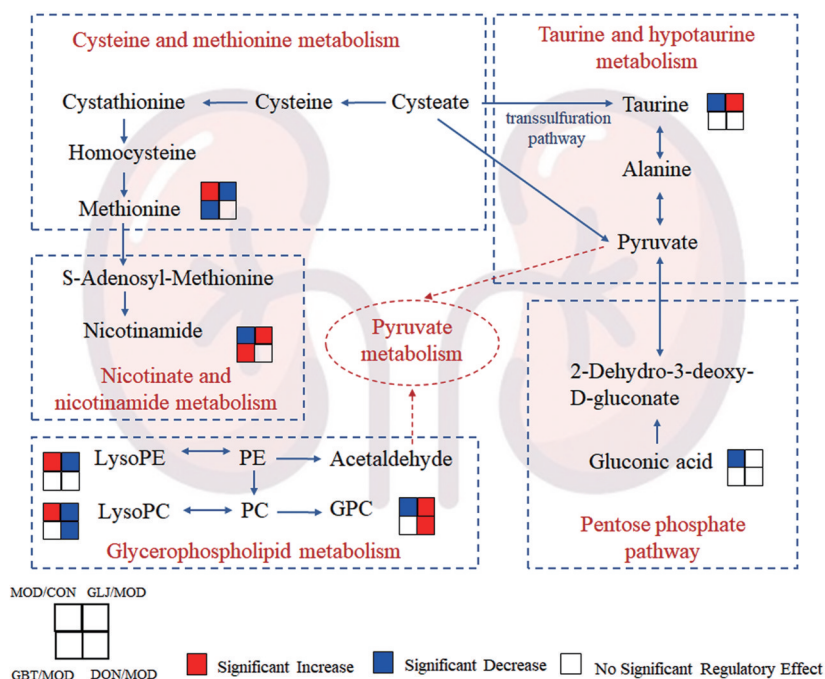 Cysteine and methionine metabolism
Taurine and hypotaurine
metabolism
Cystathionine
Cysteine
Cysteate
transsulfuration
pathway
Taurine
Homocysteine
Alanine
Methionine
Pyruvate
S-Adenosyl-Methionine
Nicotinamide
Nicotinate and
nicotinamide metabolism
Pyruvate
metabolism
2-Dehydro-3-deoxy-
D-gluconate
Gluconic acid
Pentose phosphate
pathway
LysoPE
PE
Acetaldehyde
LysoPC
PC
GPC
Glycerophospholipid metabolism
MOD/CON GLJ/MOD
GBT/MOD DON/MOD
Significant Increase
Significant Decrease
No Significant Regulatory Effect